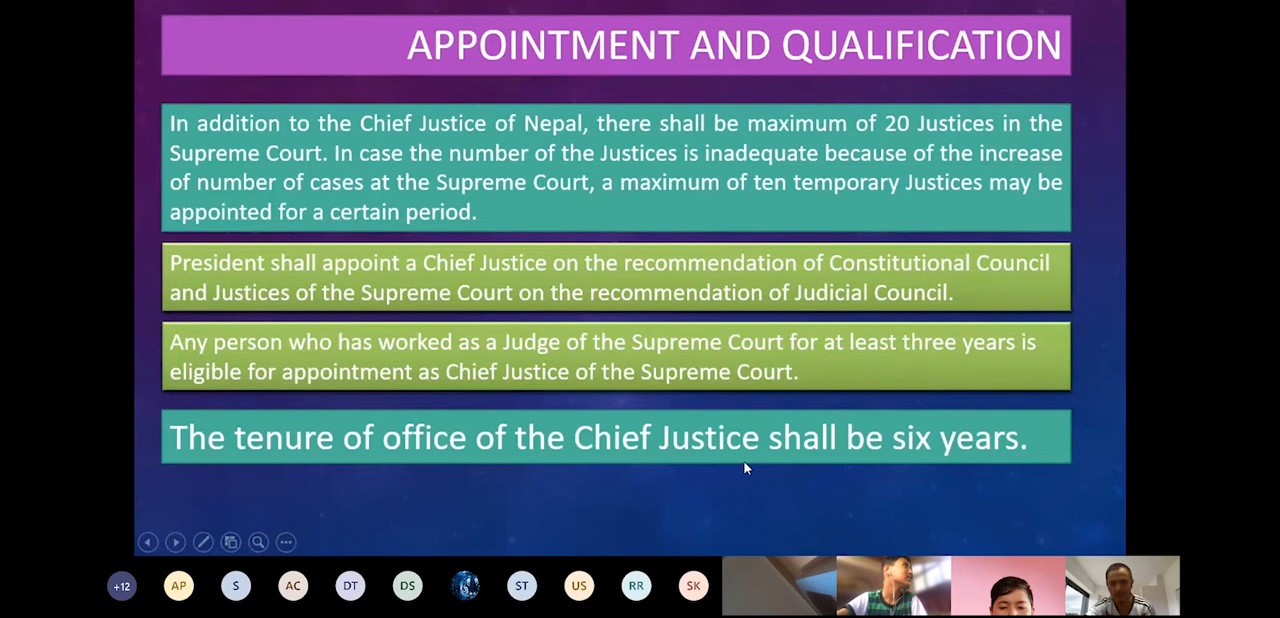 APPOINTMENT AND QUALIFICATION
In addition to the Chief Justice of Nepal, there shall be maximum of 20 Justices in the
Supreme Court. In case the number of the Justices is inadequate because of the increase
of number of cases at the Supreme Court, a maximum of ten temporary Justices may be
appointed for a certain period.
President shall appoint a Chief Justice on the recommendation of Constitutional Council
and Justices of the Supreme Court on the recommendation of Judicial Council.
Any person who has worked as a Judge of the Supreme Court for at least three years is
eligible for appointment as Chief Justice of the Supreme Court.
The tenure of office of the Chief Justice shall be six years.
+12 AP S AC DT DS ST US RR SK